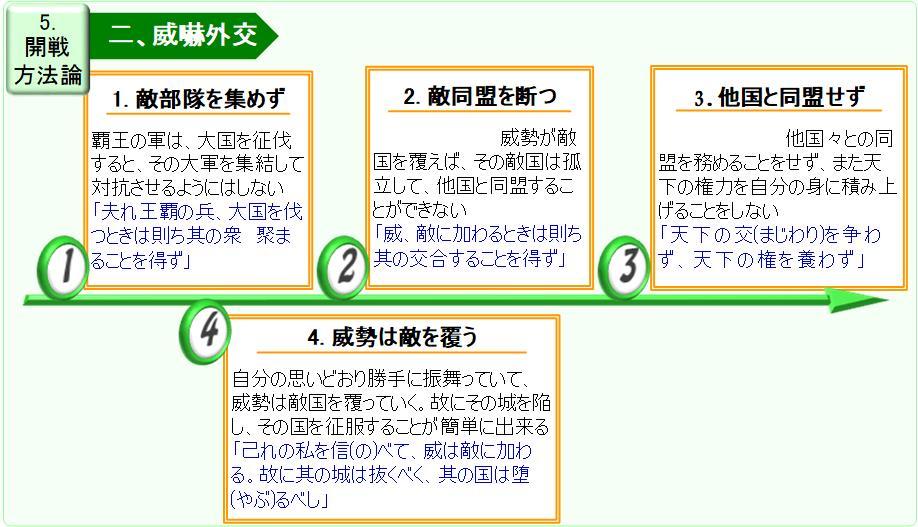 5.
開戦
方法論
二、威嚇外交
1. 敵部隊を集めず
覇王の軍は、大国を征伐
すると、その大軍を集結して
対抗させるようにはしない
「夫れ王覇の兵、大国を伐
つときは則ち其の衆　聚ま
ることを得ず」
1
2. 敵同盟を断つ
威勢が敵
国を覆えば、その敵国は孤
立して、他国と同盟するこ
とができない
「威、敵に加わるときは則ち
其の交合することを得ず」
2
3. 他国と同盟せず
他国々との同
盟を務めることをせず、また天
下の権力を自分の身に積み上
げることをしない
「天下の交(まじわり)を争わ
ず、天下の権を養わず」
3
4
4. 威勢は敵を覆う
自分の思いどおり勝手に振舞っていて、
威勢は敵国を覆っていく。故にその城を陥
し、その国を征服することが簡単に出来る
「己れの私を信(の)べて、威は敵に加わ
る。故に其の城は抜くべく、其の国は堕
(やぶ)るべし」